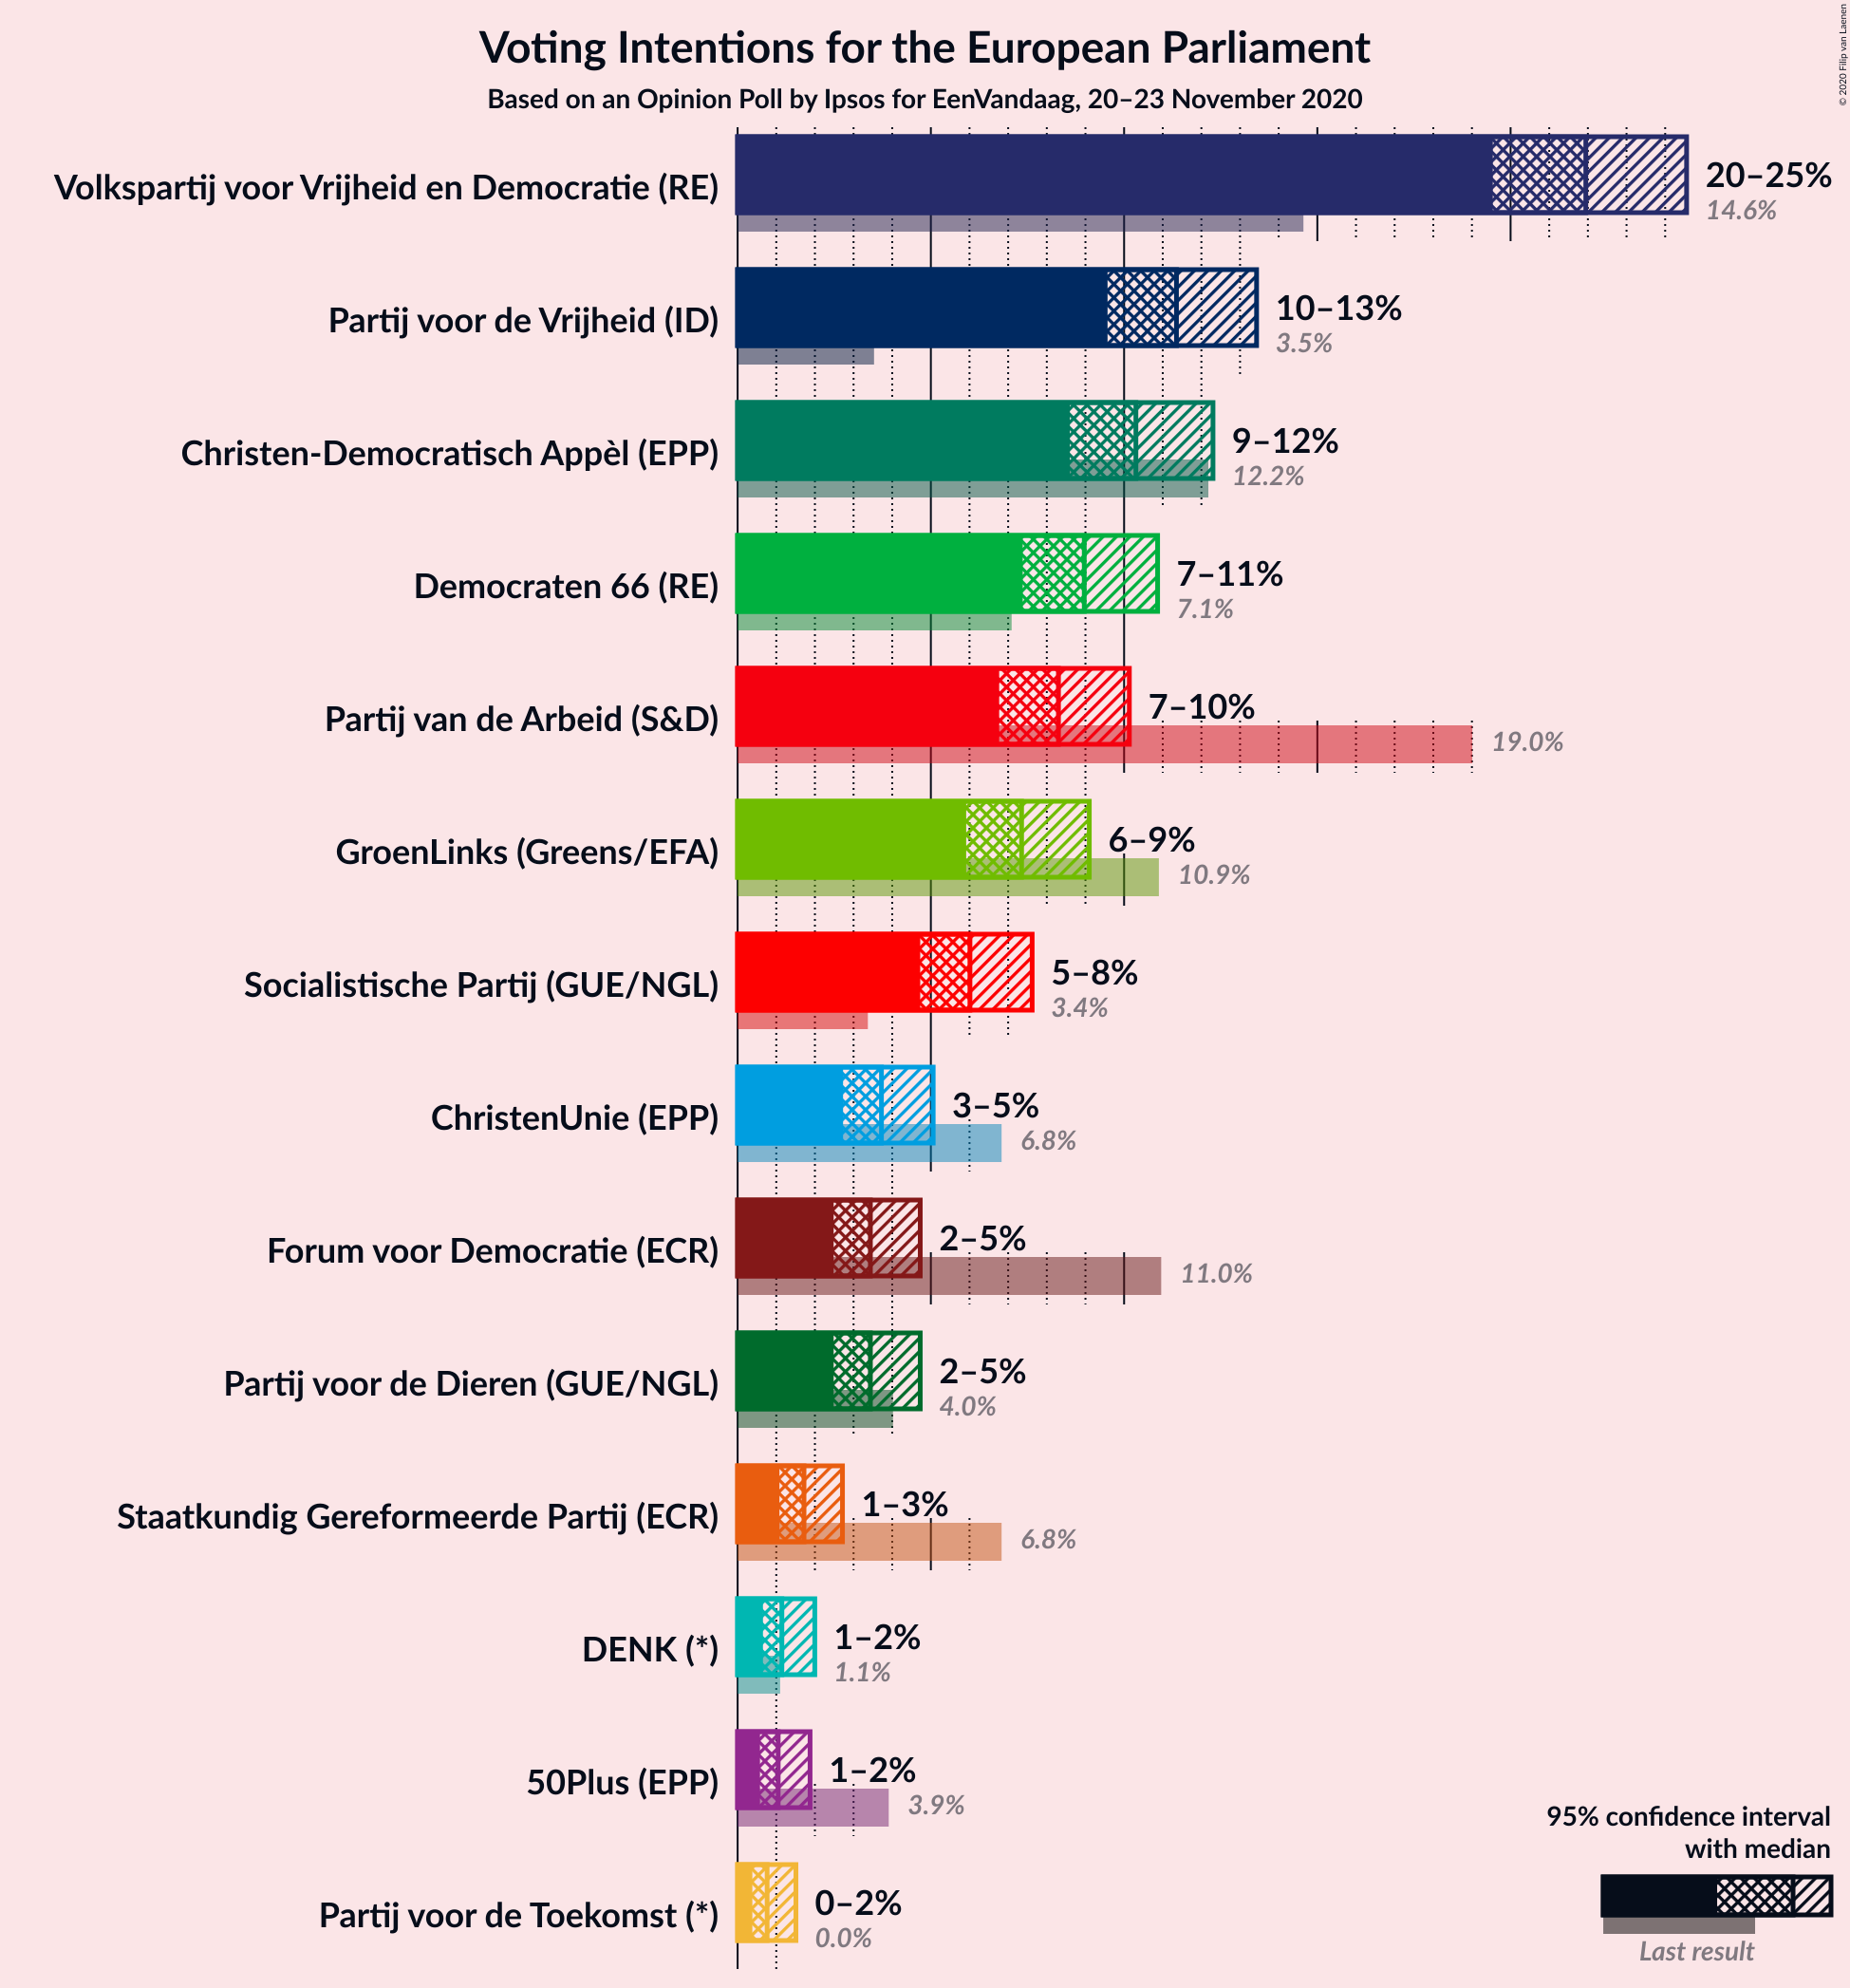 Voting Intentions for the European Parliament
Based on an Opinion Poll by Ipsos for EenVandaag, 20–23 November 2020
© 2020 Filip van Laenen
Volkspartij voor Vrijheid en Democratie (RE)
20–25%
14.6%
Partij voor de Vrijheid (ID)
10–13%
3.5%
Christen-Democratisch Appèl (EPP)
9–12%
12.2%
Democraten 66 (RE)
7–11%
7.1%
Partij van de Arbeid (S&D)
7–10%
19.0%
GroenLinks (Greens/EFA)
6–9%
10.9%
Socialistische Partij (GUE/NGL)
5–8%
3.4%
ChristenUnie (EPP)
3–5%
6.8%
Forum voor Democratie (ECR)
2–5%
11.0%
Partij voor de Dieren (GUE/NGL)
2–5%
4.0%
Staatkundig Gereformeerde Partij (ECR)
1–3%
6.8%
DENK (*)
1–2%
1.1%
50Plus (EPP)
1–2%
3.9%
Partij voor de Toekomst (*)
0–2%
0.0%
95% confidence interval
with median
Last result